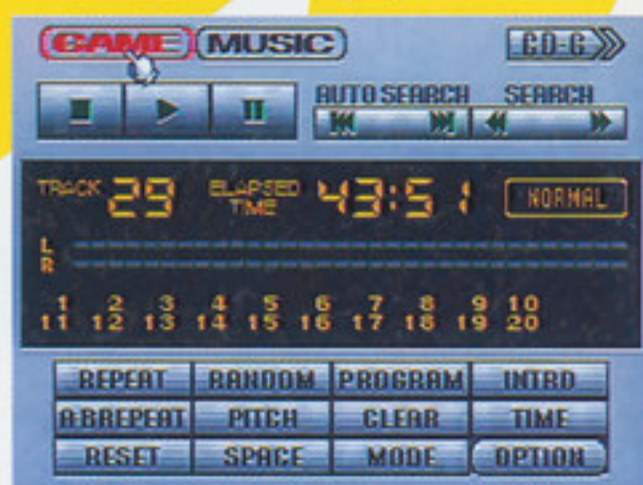 GAME MUSIC CD-G
AUTO SEARCH SEARCH
TRACK 29 ELAPSED TIME 43:51 NORMAL
L
R
1 2 3 4 5 6 7 8 9 10
11 12 13 14 15 16 17 18 19 20
REPEAT RANDOM PROGRAM INTRO
A-BREPEAT PITCH CLEAR TIME
RESET SPACE MODE OPTION